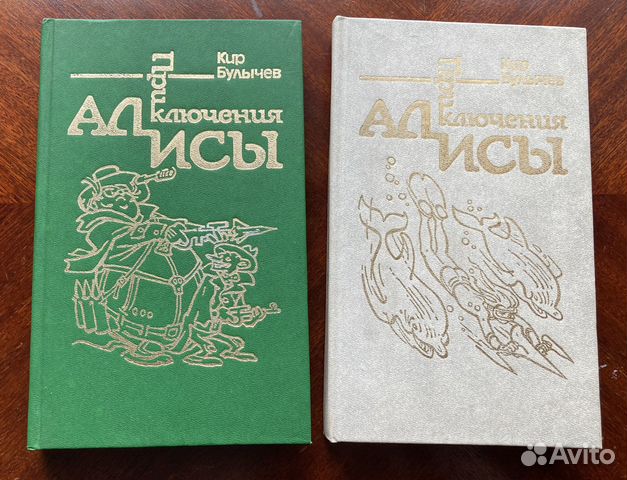 Кир
Булычев
Приключения
АЛИСЫ
Кир
Булычев
Приключения
АЛИСЫ
Avito